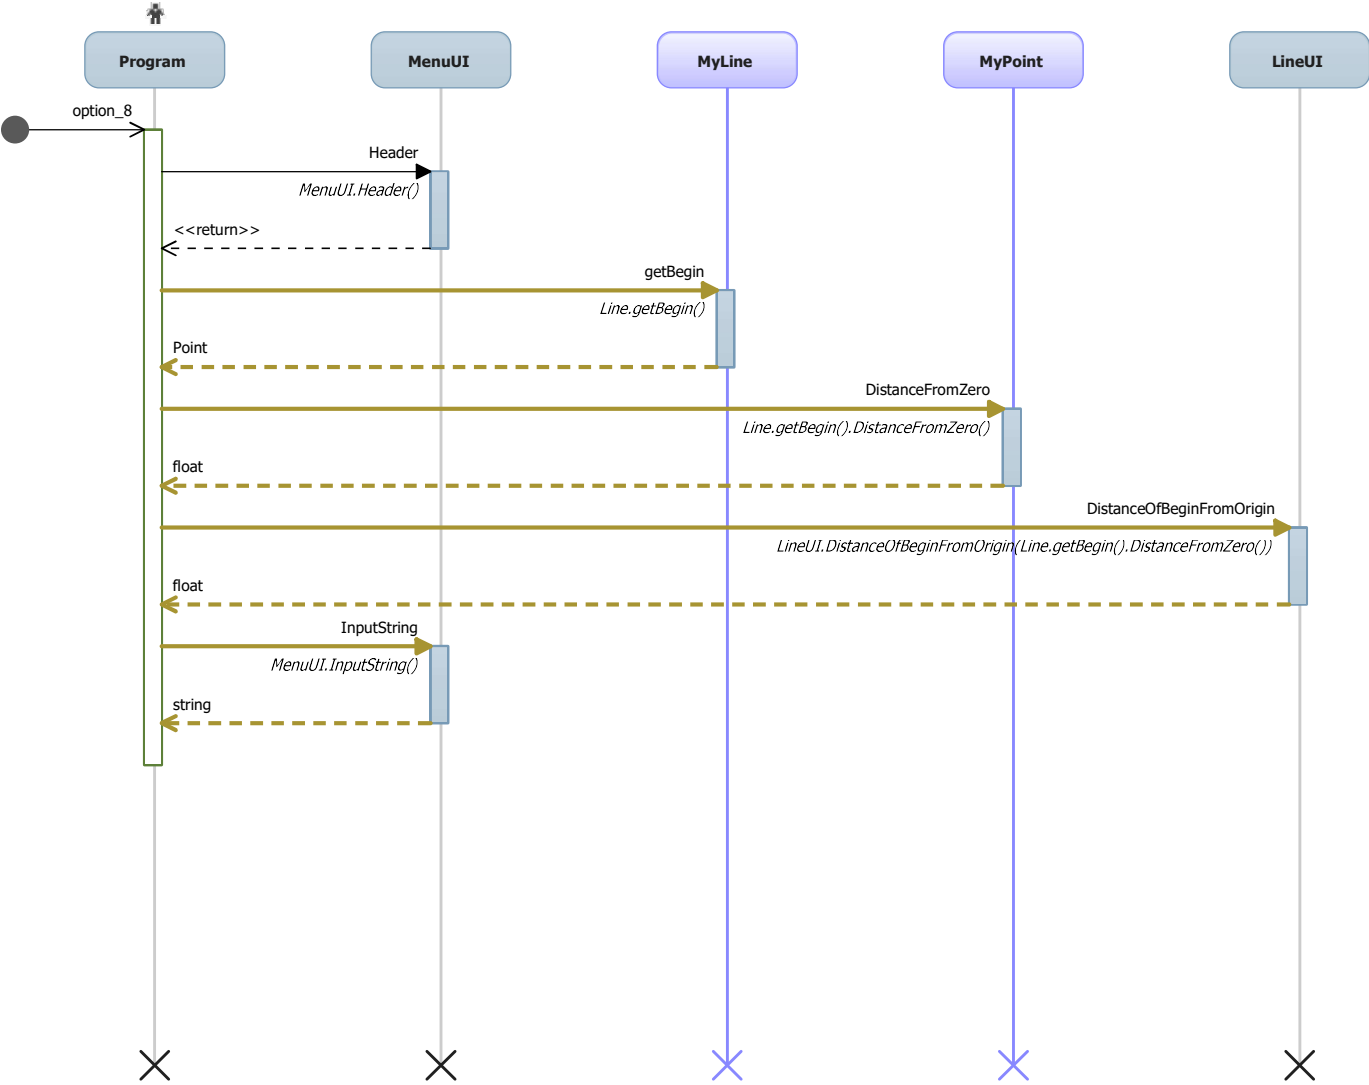 Program
MenuUI
MyLine
MyPoint
LineUI
option_8
Header
MenuUI.Header()
<<return>>
getBegin
Line.getBegin()
Point
DistanceFromZero
Line.getBegin().DistanceFromZero()
float
DistanceOfBeginFromOrigin
LineUI.DistanceOfBeginFromOrigin(Line.getBegin().DistanceFromZero())
float
InputString
MenuUI.InputString()
string